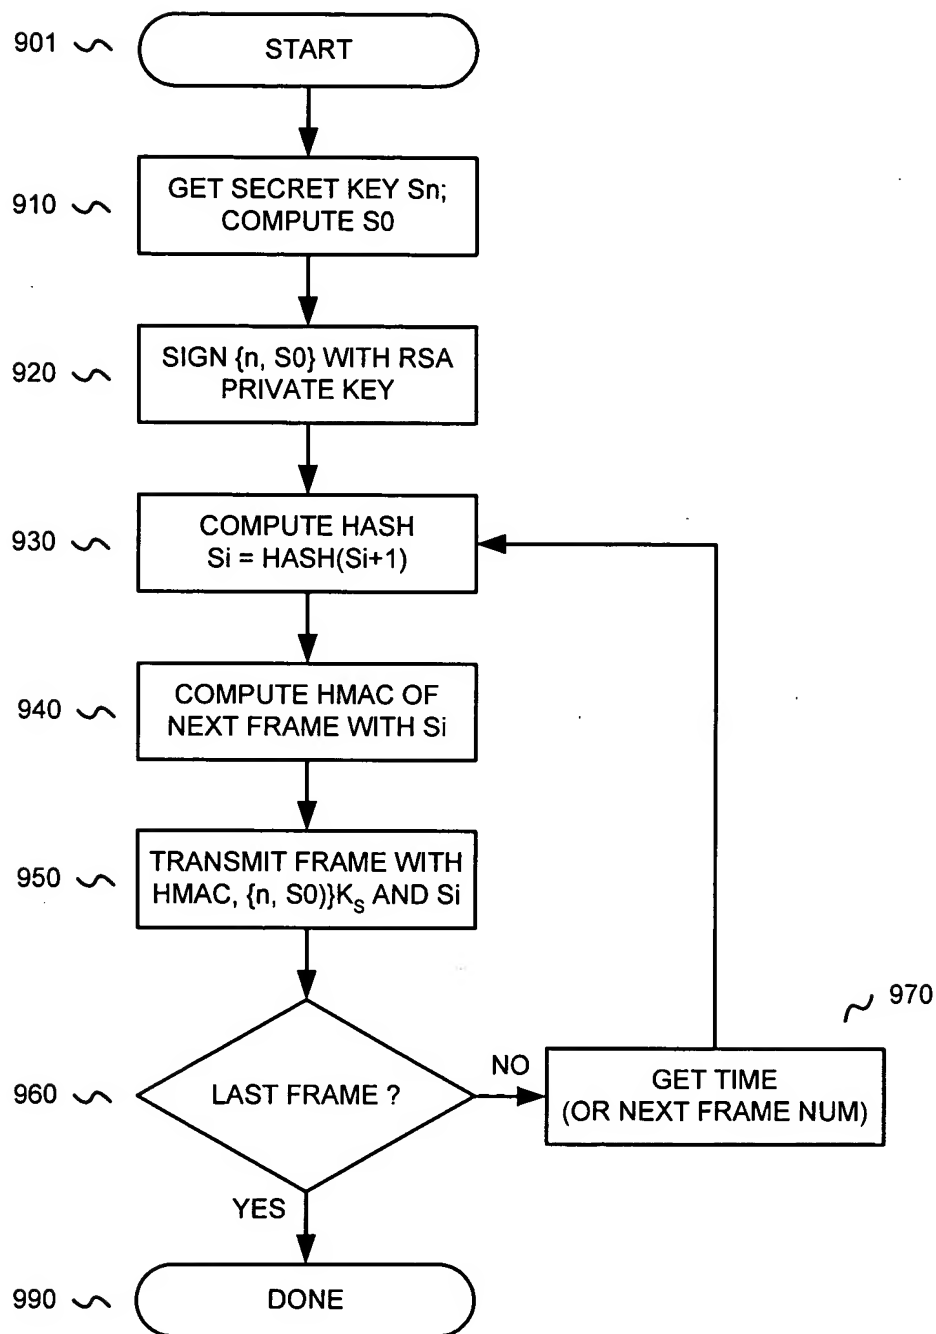 901
START
910
GET SECRET KEY Sn;
COMPUTE S0
920
SIGN {n, S0} WITH RSA
PRIVATE KEY
930
COMPUTE HASH
Si = HASH(Si+1)
940
COMPUTE HMAC OF
NEXT FRAME WITH Si
950
TRANSMIT FRAME WITH
HMAC, {n, S0)}KS AND Si
960
LAST FRAME ?
NO
970
GET TIME
(OR NEXT FRAME NUM)
YES
990
DONE